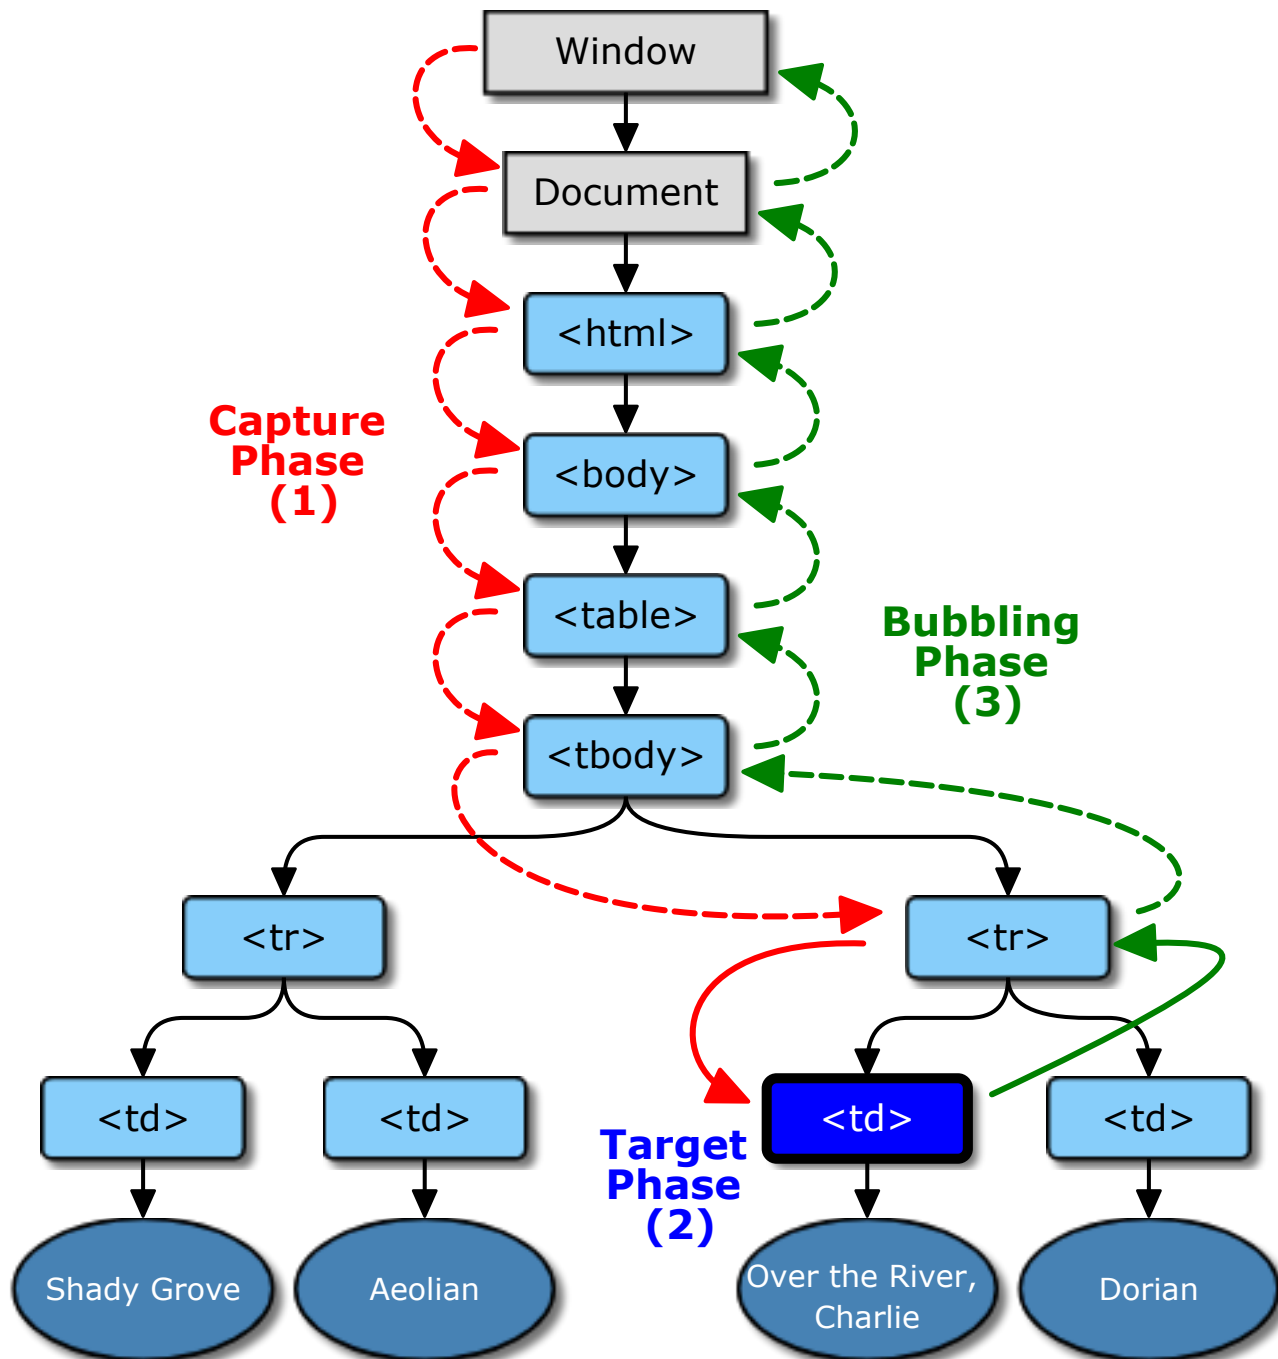 Window
Document
<html>
Capture
Phase
(1)
<body>
<table>
Bubbling
Phase
(3)
<tbody>
<tr>
<tr>
<td>
<td>
<td>
<td>
Target
Phase
(2)
Shady Grove
Aeolian
Over the River,
Charlie
Dorian